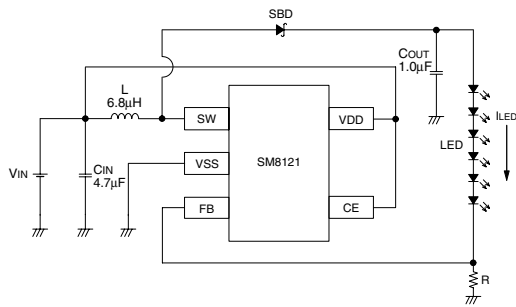 SBD
COUT
1.0μF
L
6.8μH
SW
VDD
ILED
LED
VSS
SM8121
CIN
4.7μF
VIN
FB
CE
R